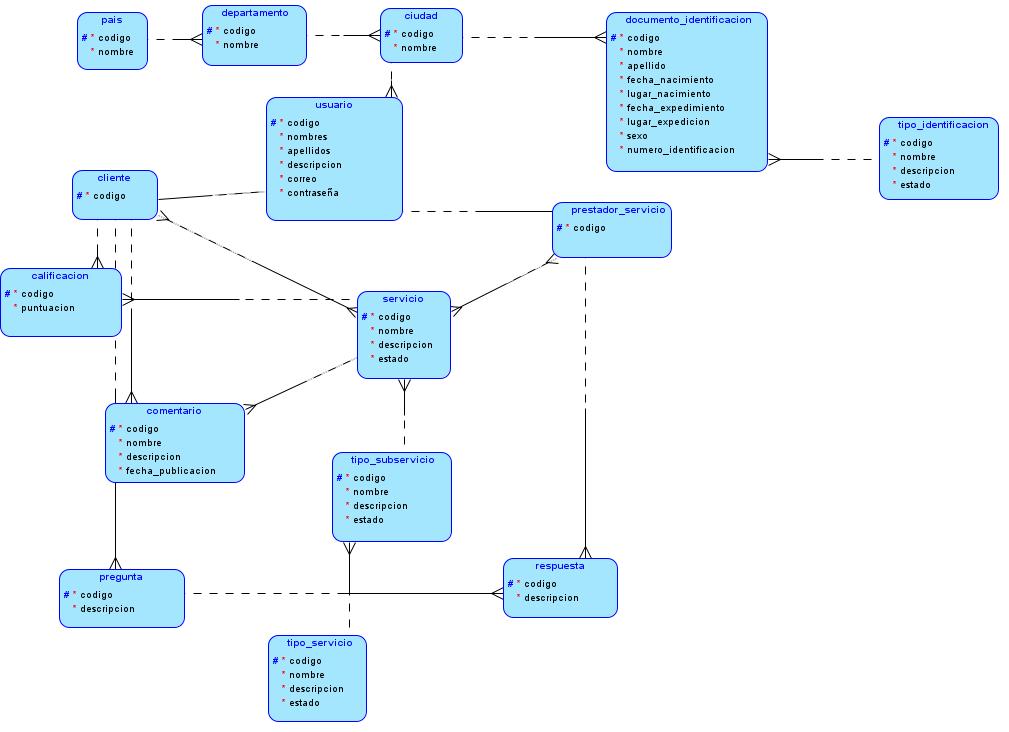 pais
# * codigo
* nombre
departamento
# * codigo
* nombre
ciudad
# * codigo
* nombre
documento_identificacion
# * codigo
* nombre
* apellido
* fecha_nacimiento
* lugar_nacimiento
* fecha_expedimiento
* lugar_expedicion
* sexo
* numero_identificacion
tipo_identificacion
# * codigo
* nombre
* descripcion
* estado
usuario
# * codigo
* nombres
* apellidos
* descripcion
* correo
* contraseña
cliente
# * codigo
prestador_servicio
# * codigo
calificacion
# * codigo
* puntuacion
servicio
# * codigo
* nombre
* descripcion
* estado
comentario
# * codigo
* nombre
* descripcion
* fecha_publicacion
tipo_subservicio
# * codigo
* nombre
* descripcion
* estado
pregunta
# * codigo
* descripcion
respuesta
# * codigo
* descripcion
tipo_servicio
# * codigo
* nombre
* descripcion
* estado